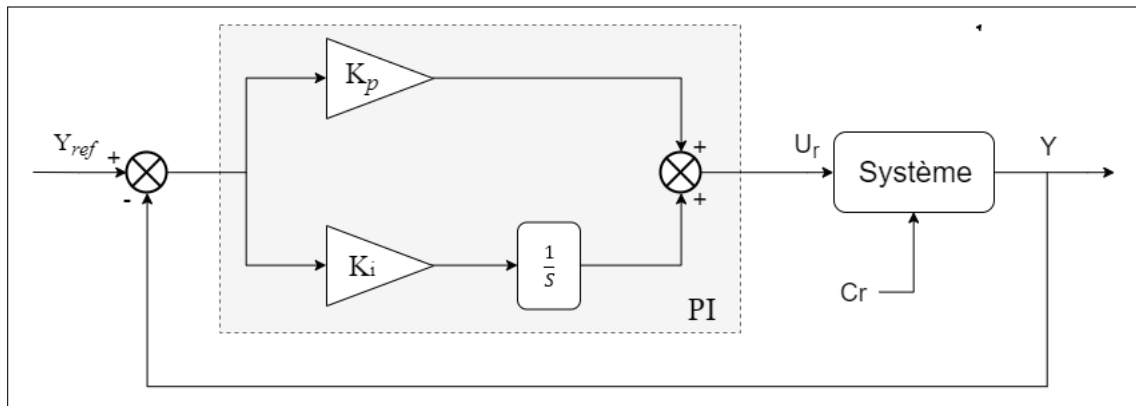 K_p
Y_ref
+
-
+
+
U_r
Système
Y
K_i
1/S
Cr
PI